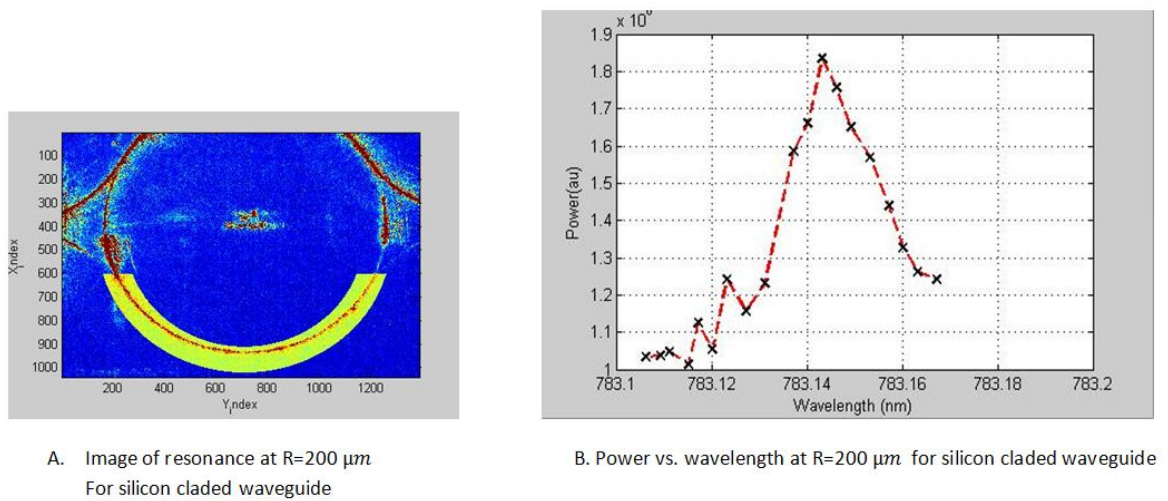 x 10⁶
1.9
1.8
1.7
1.6
1.5
1.4
1.3
1.2
1.1
1
Power(au)
783.1 783.12 783.14 783.16 783.18 783.2
Wavelength (nm)
100
200
300
400
500
600
700
800
900
1000
XIndex
200 400 600 800 1000 1200
YIndex
A. Image of resonance at R=200 μm
For silicon claded waveguide
B. Power vs. wavelength at R=200 μm for silicon claded waveguide